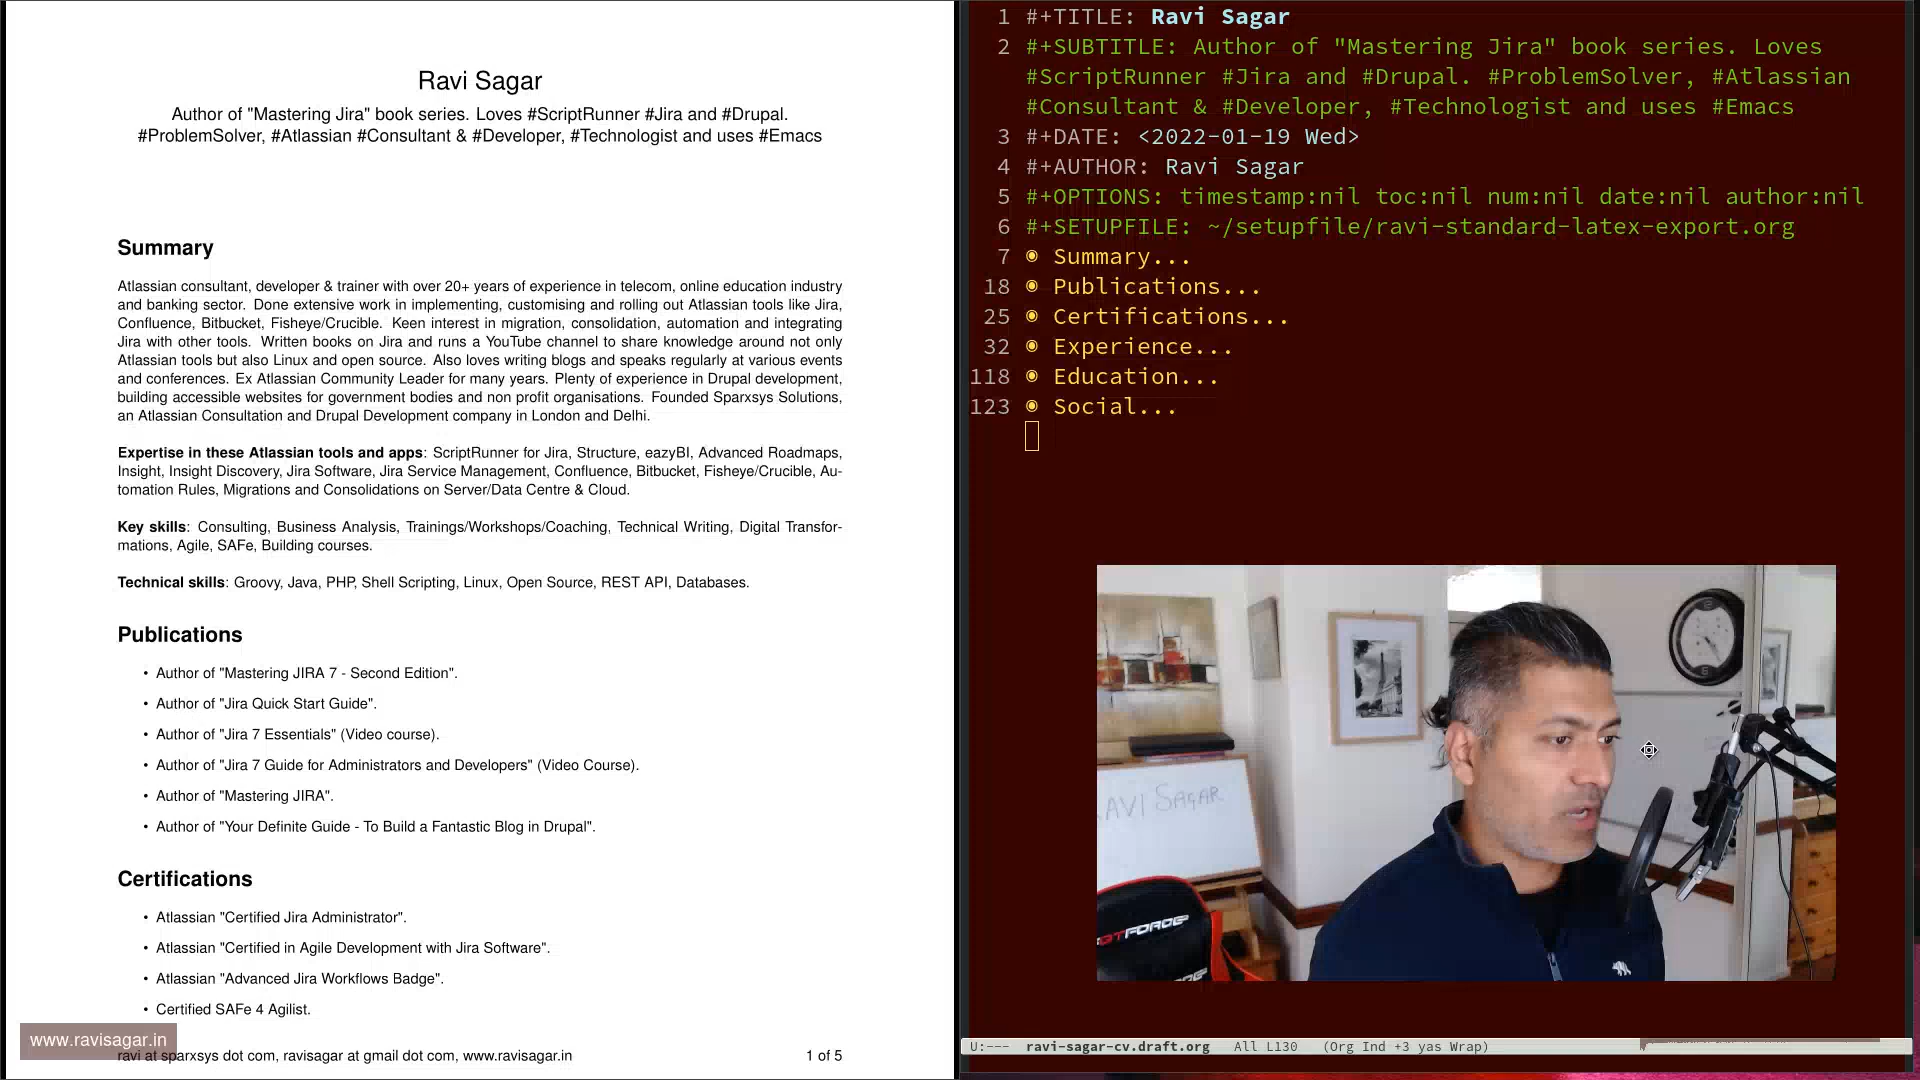 Ravi Sagar
Author of "Mastering Jira" book series. Loves #ScriptRunner #Jira and #Drupal.
#ProblemSolver, #Atlassian #Consultant & #Developer, #Technologist and uses #Emacs
Summary
Atlassian consultant, developer & trainer with over 20+ years of experience in telecom, online education industry
and banking sector. Done extensive work in implementing, customising and rolling out Atlassian tools like Jira,
Confluence, Bitbucket, Fisheye/Crucible. Keen interest in migration, consolidation, automation and integrating
Jira with other tools. Written books on Jira and runs a YouTube channel to share knowledge around not only
Atlassian tools but also Linux and open source. Also loves writing blogs and speaks regularly at various events
and conferences. Ex Atlassian Community Leader for many years. Plenty of experience in Drupal development,
building accessible websites for government bodies and non profit organisations. Founded Sparxsys Solutions,
an Atlassian Consultation and Drupal Development company in London and Delhi.
Expertise in these Atlassian tools and apps: ScriptRunner for Jira, Structure, eazyBI, Advanced Roadmaps,
Insight, Insight Discovery, Jira Software, Jira Service Management, Confluence, Bitbucket, Fisheye/Crucible, Au-
tomation Rules, Migrations and Consolidations on Server/Data Centre & Cloud.
Key skills: Consulting, Business Analysis, Trainings/Workshops/Coaching, Technical Writing, Digital Transfor-
mations, Agile, SAFe, Building courses.
Technical skills: Groovy, Java, PHP, Shell Scripting, Linux, Open Source, REST API, Databases.
Publications
• Author of "Mastering JIRA 7 - Second Edition".
• Author of "Jira Quick Start Guide".
• Author of "Jira 7 Essentials" (Video course).
• Author of "Jira 7 Guide for Administrators and Developers" (Video Course).
• Author of "Mastering JIRA".
• Author of "Your Definite Guide - To Build a Fantastic Blog in Drupal".
Certifications
• Atlassian "Certified Jira Administrator".
• Atlassian "Certified in Agile Development with Jira Software".
• Atlassian "Advanced Jira Workflows Badge".
• Certified SAFe 4 Agilist.
www.ravisagar.in
ravi at sparxsys dot com, ravisagar at gmail dot com, www.ravisagar.in 1 of 5
1 #+TITLE: Ravi Sagar
2 #+SUBTITLE: Author of "Mastering Jira" book series. Loves
#ScriptRunner #Jira and #Drupal. #ProblemSolver, #Atlassian
#Consultant & #Developer, #Technologist and uses #Emacs
3 #+DATE: <2022-01-19 Wed>
4 #+AUTHOR: Ravi Sagar
5 #+OPTIONS: timestamp:nil toc:nil num:nil date:nil author:nil
6 #+SETUPFILE: ~/setupfile/ravi-standard-latex-export.org
7 ◉ Summary...
18 ◉ Publications...
25 ◉ Certifications...
32 ◉ Experience...
118 ◉ Education...
123 ◉ Social...
RAVI SAGAR
U:--- ravi-sagar-cv.draft.org All L130 (Org Ind +3 yas Wrap)